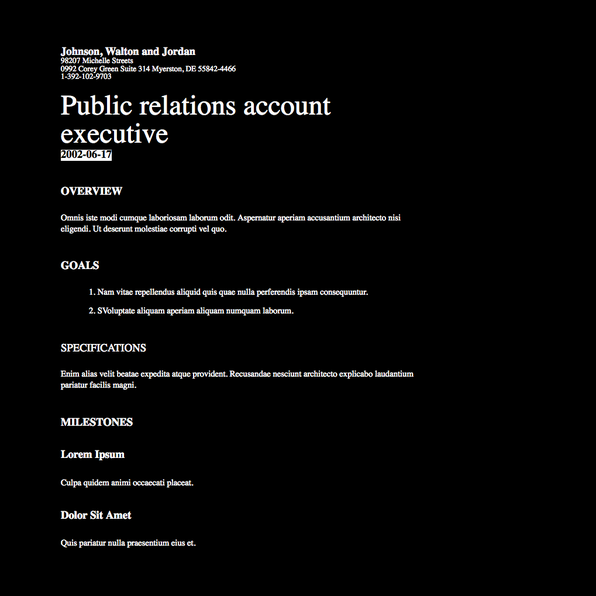 Johnson, Walton and Jordan
98207 Michelle Streets
0992 Corey Green Suite 314 Myerston, DE 55842-4466
1-392-102-9703
Public relations account
executive
2002-06-17
OVERVIEW
Omnis iste modi cumque laboriosam laborum odit. Aspernatur aperiam accusantium architecto nisi
eligendi. Ut deserunt molestiae corrupti vel quo.
GOALS
1. Nam vitae repellendus aliquid quis quae nulla perferendis ipsam consequuntur.
2. SVoluptate aliquam aperiam aliquam numquam laborum.
SPECIFICATIONS
Enim alias velit beatae expedita atque provident. Recusandae nesciunt architecto explicabo laudantium
pariatur facilis magni.
MILESTONES
Lorem Ipsum
Culpa quidem animi occaecati placeat.
Dolor Sit Amet
Quis pariatur nulla praesentium eius et.